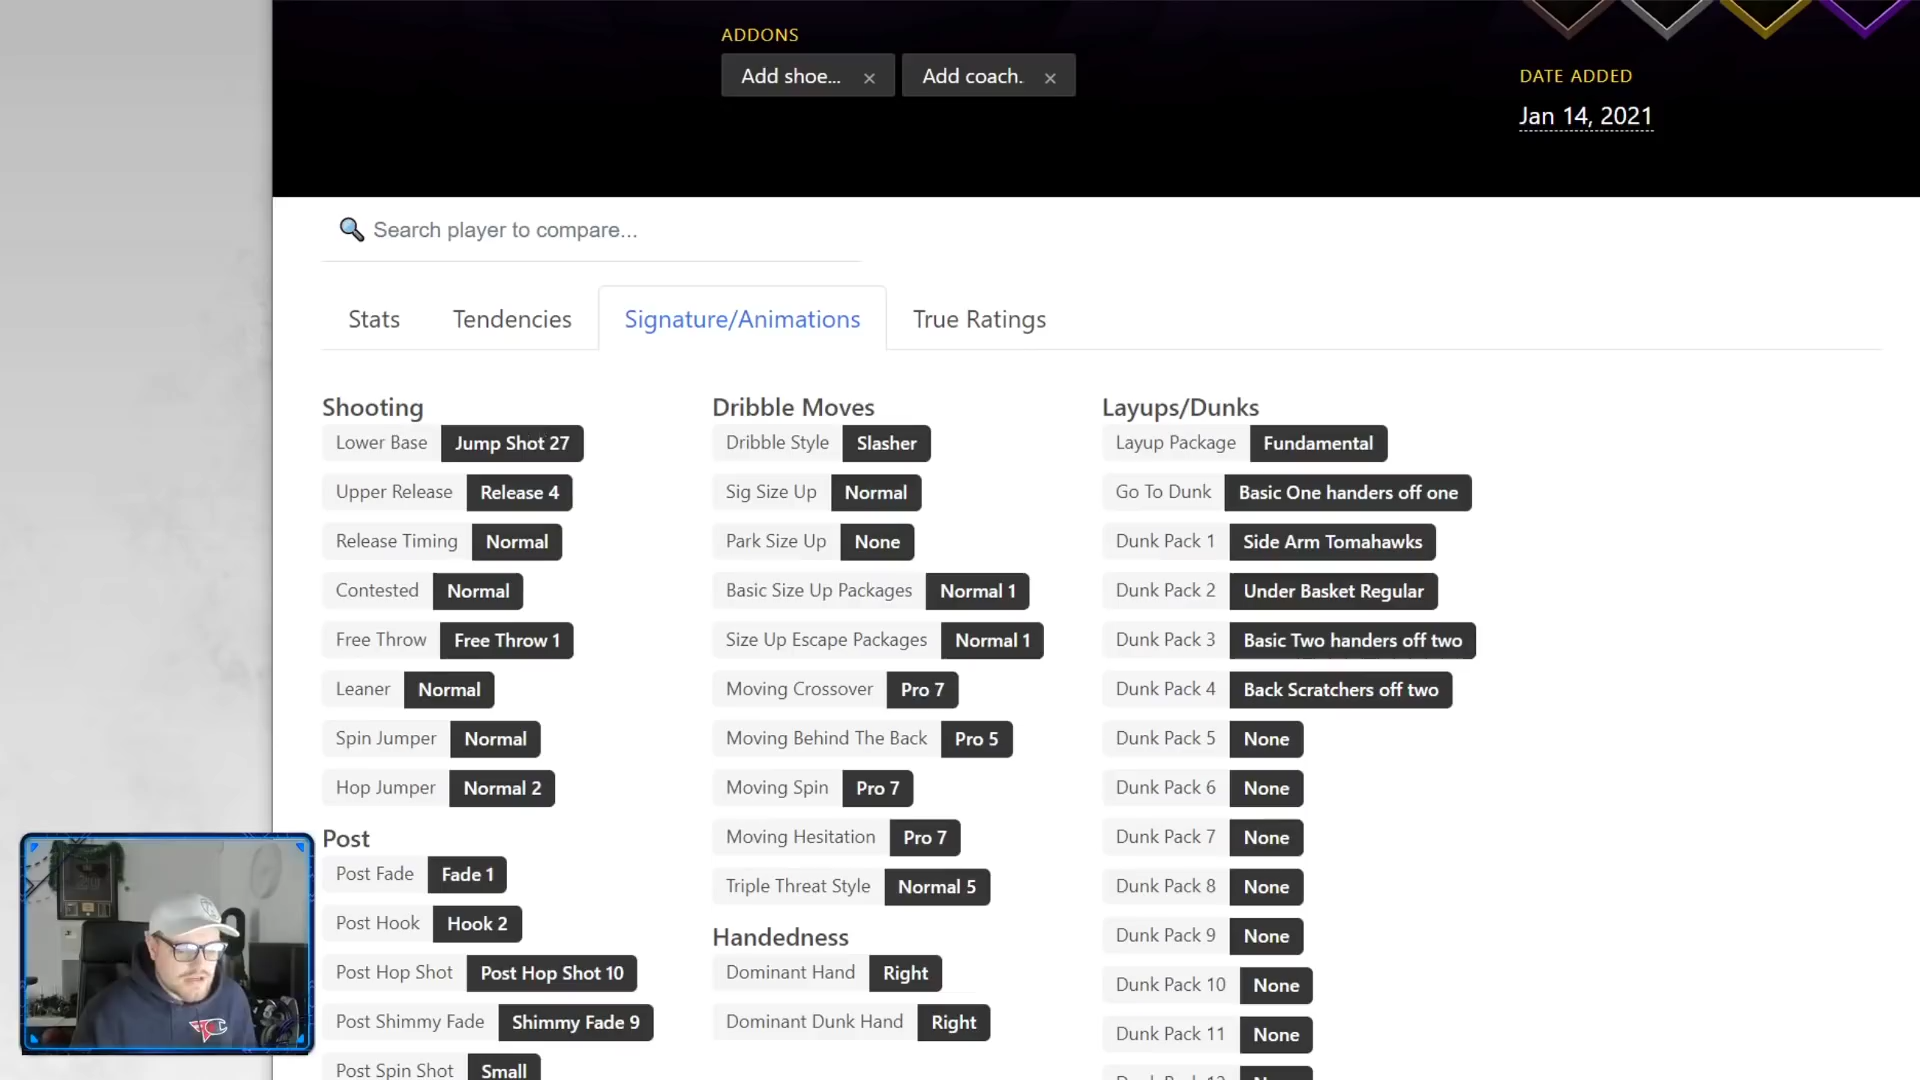 ADDONS
Add shoe... ×
Add coach. ×
DATE ADDED
Jan 14, 2021
Search player to compare...
Stats
Tendencies
Signature/Animations
True Ratings
Shooting
Lower Base Jump Shot 27
Upper Release Release 4
Release Timing Normal
Contested Normal
Free Throw Free Throw 1
Leaner Normal
Spin Jumper Normal
Hop Jumper Normal 2
Post
Post Fade Fade 1
Post Hook Hook 2
Post Hop Shot Post Hop Shot 10
Post Shimmy Fade Shimmy Fade 9
Post Spin Shot Small
Dribble Moves
Dribble Style Slasher
Sig Size Up Normal
Park Size Up None
Basic Size Up Packages Normal 1
Size Up Escape Packages Normal 1
Moving Crossover Pro 7
Moving Behind The Back Pro 5
Moving Spin Pro 7
Moving Hesitation Pro 7
Triple Threat Style Normal 5
Handedness
Dominant Hand Right
Dominant Dunk Hand Right
Layups/Dunks
Layup Package Fundamental
Go To Dunk Basic One handers off one
Dunk Pack 1 Side Arm Tomahawks
Dunk Pack 2 Under Basket Regular
Dunk Pack 3 Basic Two handers off two
Dunk Pack 4 Back Scratchers off two
Dunk Pack 5 None
Dunk Pack 6 None
Dunk Pack 7 None
Dunk Pack 8 None
Dunk Pack 9 None
Dunk Pack 10 None
Dunk Pack 11 None